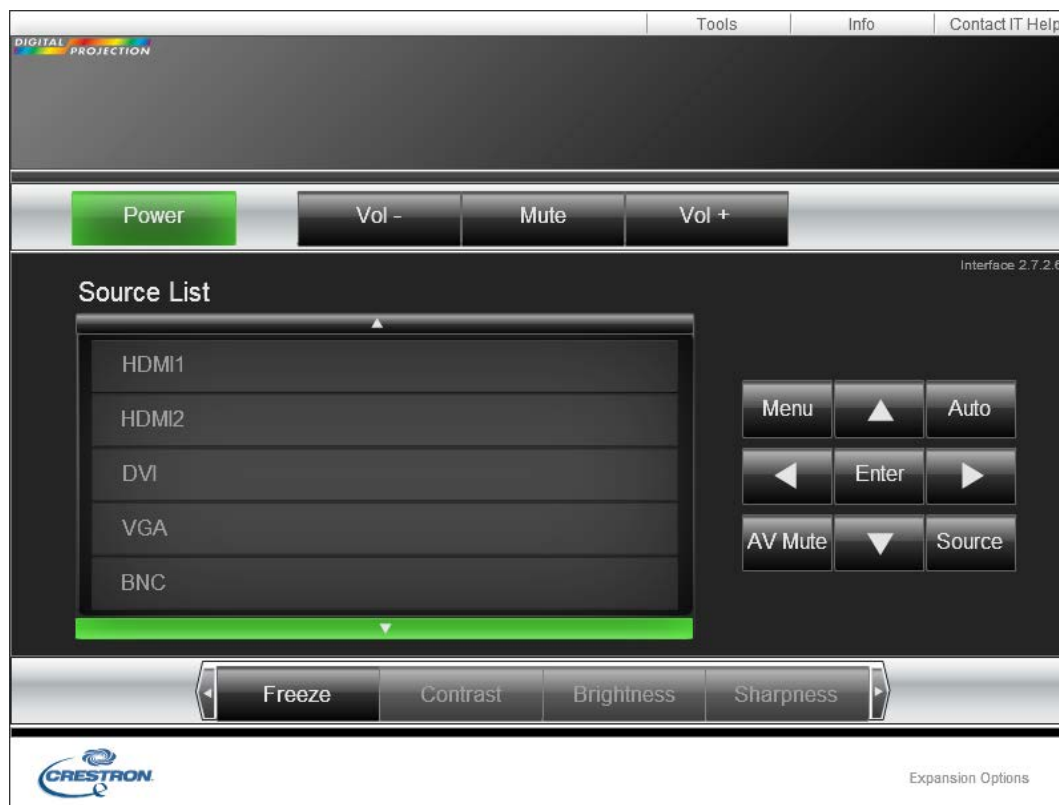 Tools Info Contact IT Help
DIGITAL
PROJECTION
Power Vol - Mute Vol +
Interface 2.7.2.6
Source List
HDMI1
HDMI2
DVI
VGA
BNC
Menu Auto
Enter
AV Mute Source
Freeze Contrast Brightness Sharpness
CRESTRON
Expansion Options